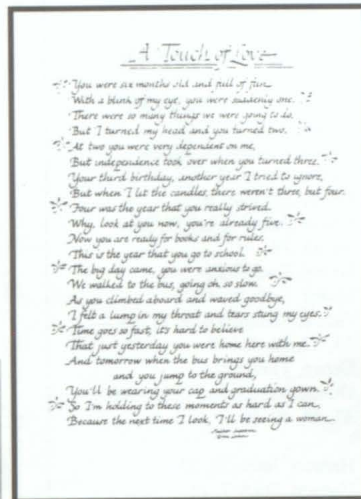 A Touch of Love
You were six months old and full of fun,
With a blink of my eye, you were suddenly one.
There were so many things we were going to do,
But I turned my head and you turned two.
At two you were very dependent on me,
But independence took over when you turned three.
Your third birthday, another year I tried to ignore,
But when I lit the candles, there weren't three, but four.
Four was the year that you really strived.
Why, look at you now, you're already five.
Now you are ready for books and for rules.
This is the year that you go to school.
The big day came, you were anxious to go.
We walked to the bus, going oh, so slow.
As you climbed aboard and waved goodbye,
I felt a lump in my throat and tears stung my eyes.
Time goes so fast, it's hard to believe
That just yesterday you were home here with me.
And tomorrow when the bus brings you home
and you jump to the ground,
You'll be wearing your cap and graduation gown.
So I'm holding to these moments as hard as I can,
Because the next time I look, I'll be seeing a woman.